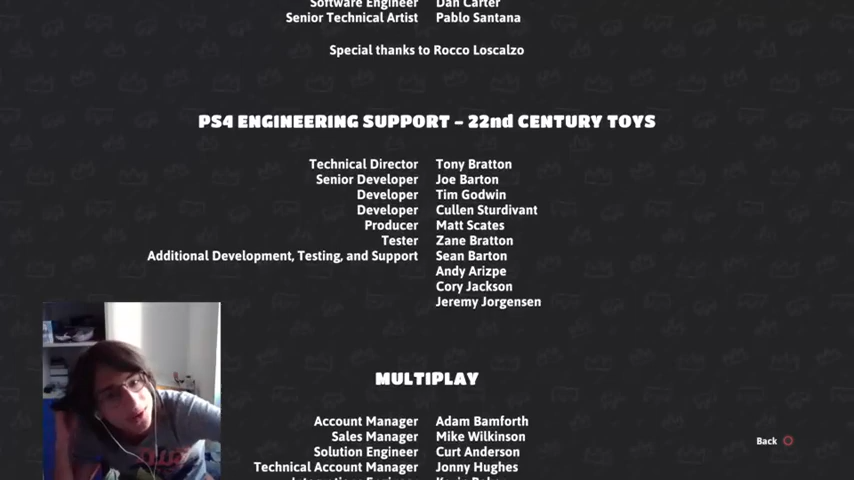 Software Engineer Dan Carter
Senior Technical Artist Pablo Santana
Special thanks to Rocco Loscalzo
PS4 ENGINEERING SUPPORT - 22nd CENTURY TOYS
Technical Director Tony Bratton
Senior Developer Joe Barton
Developer Tim Godwin
Developer Cullen Sturdivant
Producer Matt Scates
Tester Zane Bratton
Additional Development, Testing, and Support Sean Barton
Andy Arizpe
Cory Jackson
Jeremy Jorgensen
MULTIPLAY
Account Manager Adam Bamforth
Sales Manager Mike Wilkinson
Back
Solution Engineer Curt Anderson
Technical Account Manager Jonny Hughes